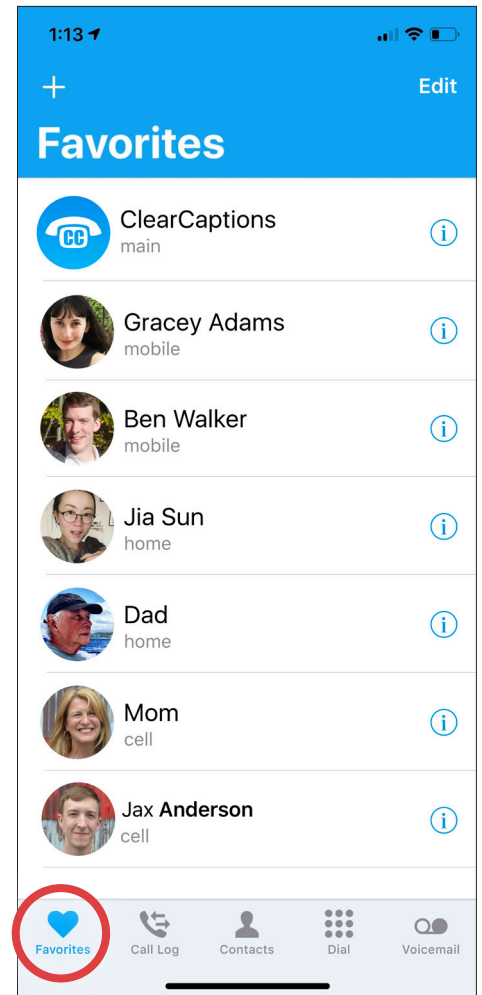 1:13
+
Edit
Favorites
CC
ClearCaptions
main
i
Gracey Adams
mobile
i
Ben Walker
mobile
i
Jia Sun
home
i
Dad
home
i
Mom
cell
i
Jax Anderson
cell
i
Favorites Call Log Contacts Dial Voicemail